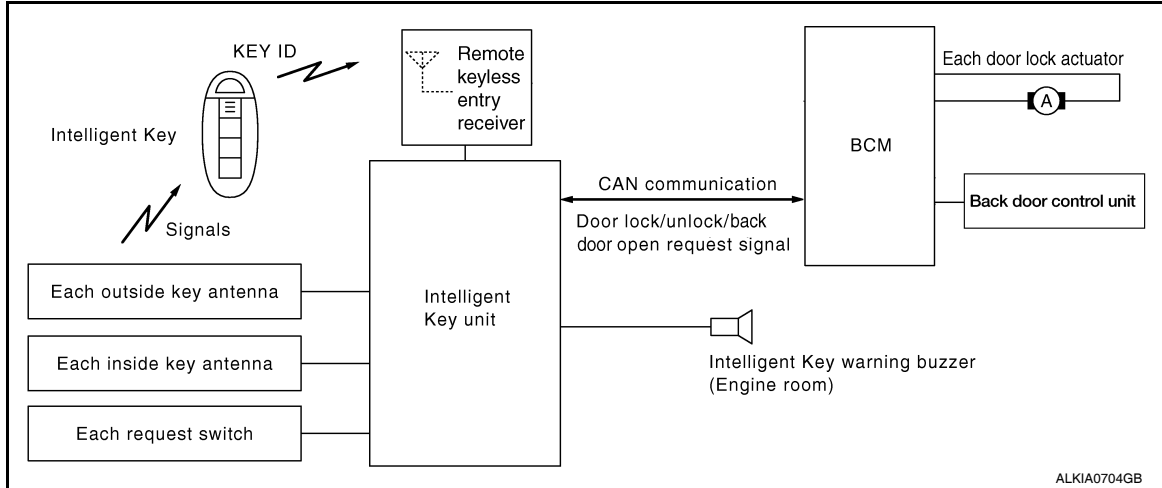 KEY ID
Remote
keyless
entry
receiver
Intelligent Key
Signals
Each outside key antenna
Each inside key antenna
Each request switch
Intelligent
Key unit
CAN communication
Door lock/unlock/back
door open request signal
Intelligent Key warning buzzer
(Engine room)
BCM
Each door lock actuator
A
Back door control unit
ALKIA0704GB